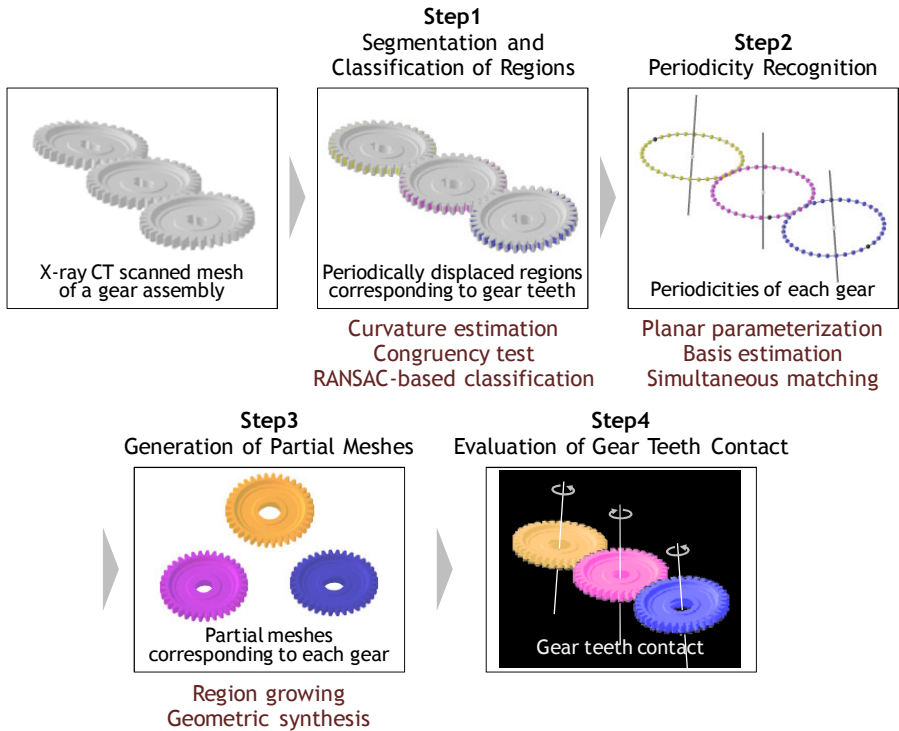 Step1
Segmentation and
Classification of Regions
Step2
Periodicity Recognition
X-ray CT scanned mesh
of a gear assembly
Periodically displaced regions
corresponding to gear teeth
Periodicities of each gear
Curvature estimation
Congruency test
RANSAC-based classification
Planar parameterization
Basis estimation
Simultaneous matching
Step3
Generation of Partial Meshes
Step4
Evaluation of Gear Teeth Contact
Partial meshes
corresponding to each gear
Gear teeth contact
Region growing
Geometric synthesis